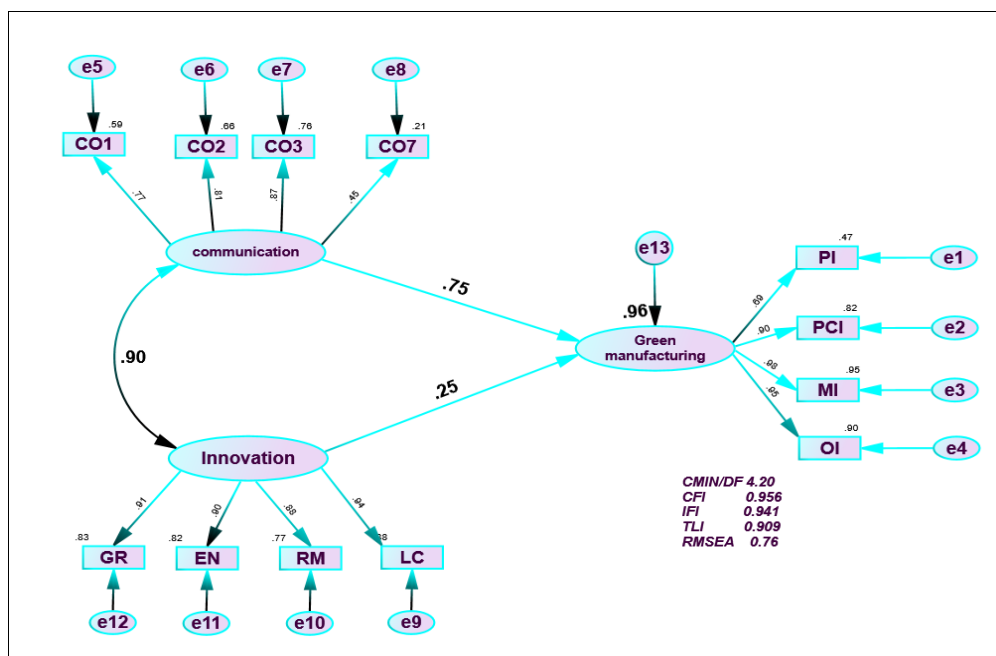 e5
e6
e7
e8
.59
.66
.76
.21
CO1
CO2
CO3
CO7
.77
.81
.87
.45
communication
e13
.47
PI
e1
.75
.96
.69
.82
PCI
e2
.90
Green
manufacturing
.90
.98
.95
MI
e3
.25
.95
.90
OI
e4
Innovation
CMIN/DF 4.20
CFI 0.956
IFI 0.941
TLI 0.909
RMSEA 0.76
.91
.90
.88
.94
.83
.82
.77
GR
EN
RM
LC
e12
e11
e10
e9